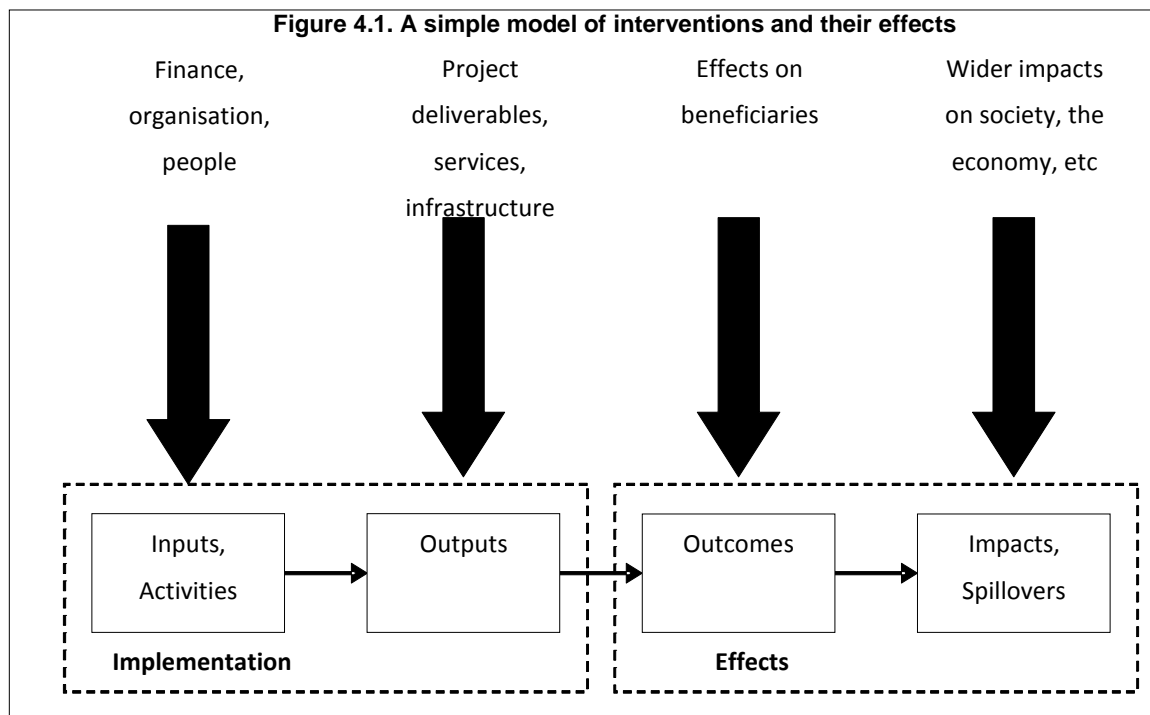 Figure 4.1. A simple model of interventions and their effects
Finance,
organisation,
people
Project
deliverables,
services,
infrastructure
Effects on
beneficiaries
Wider impacts
on society, the
economy, etc
Inputs,
Activities
Outputs
Outcomes
Impacts,
Spillovers
Implementation
Effects